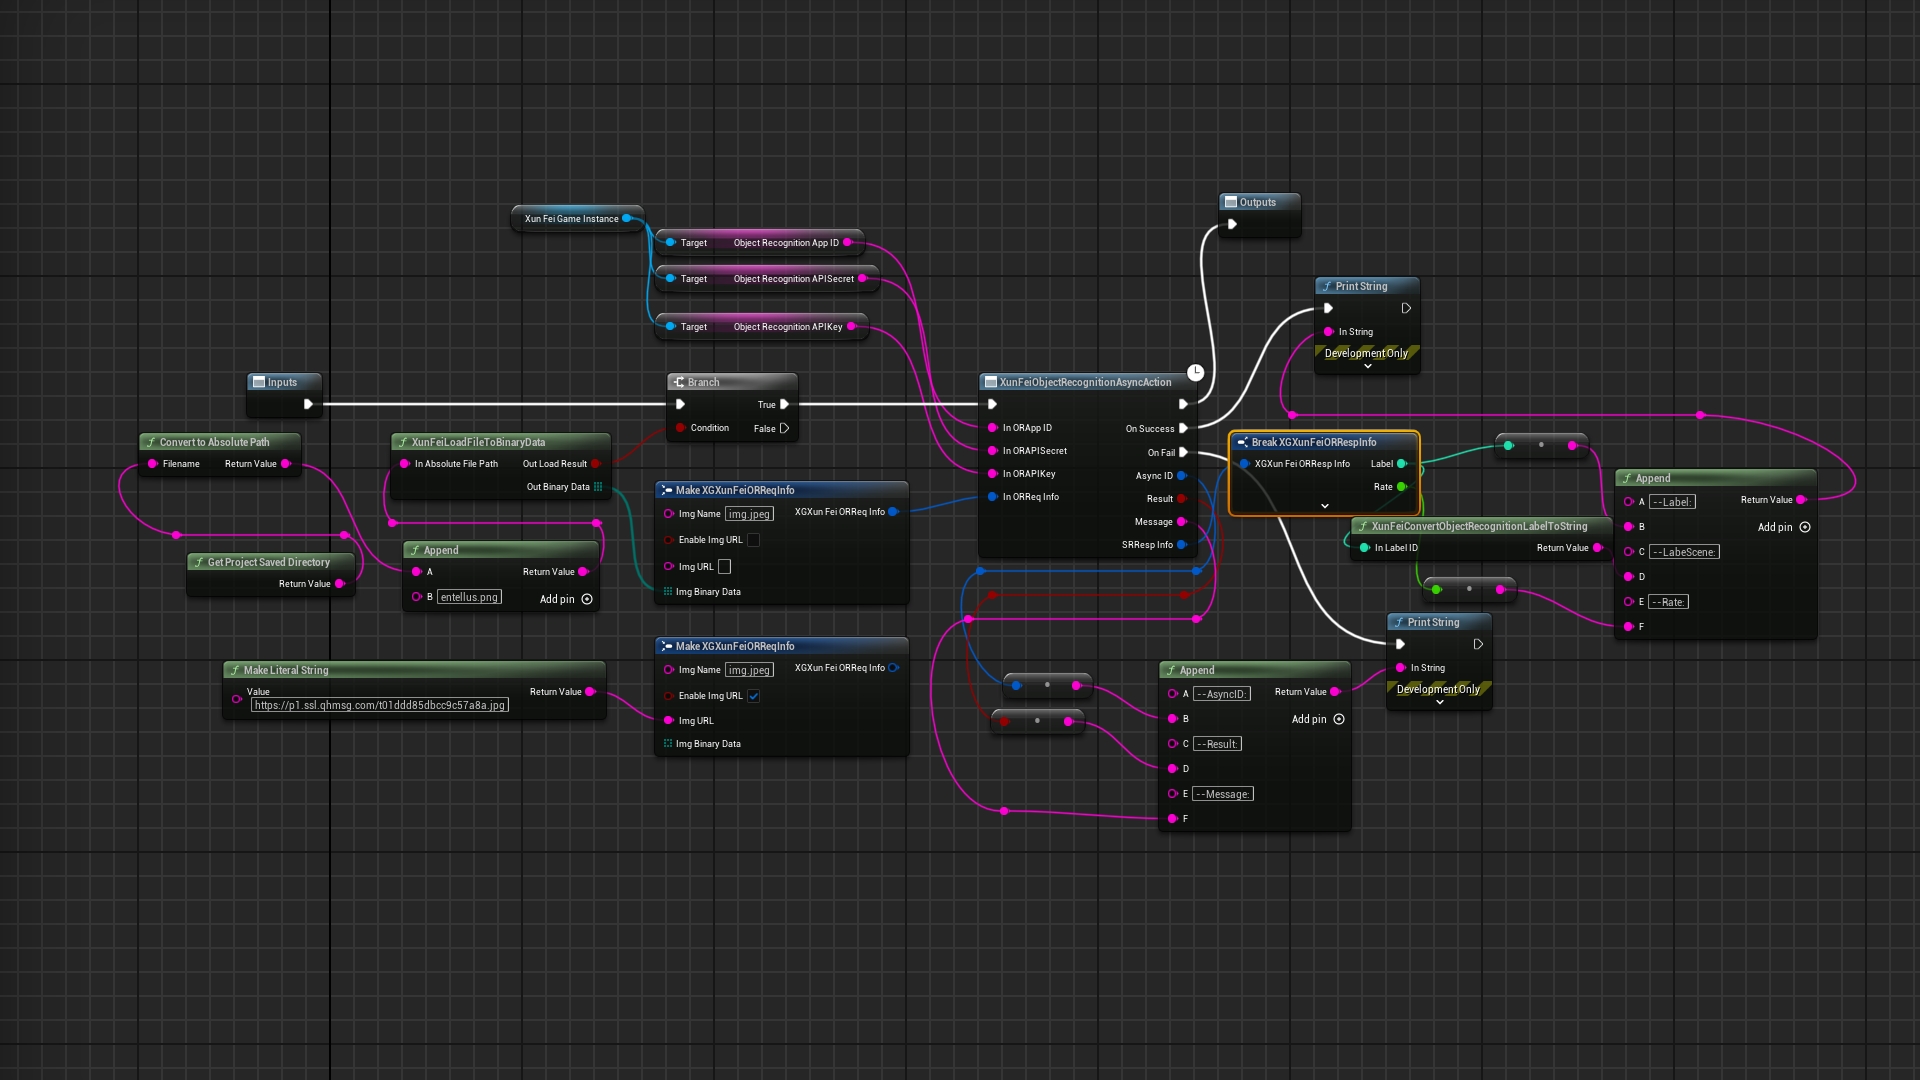 Outputs
Xun Fei Game Instance
Target Object Recognition App ID
Target Object Recognition APISecret
Target Object Recognition APIKey
Print String
In String
Development Only
Inputs
Branch
True
Condition False
XunFeiObjectRecognitionAsyncAction
In ORApp ID On Success
In ORAPISecret On Fail
In ORAPIKey Async ID
In ORReq Info Result
Message
SRResp Info
Convert to Absolute Path
Filename Return Value
XunFeiLoadFileToBinaryData
In Absolute File Path Out Load Result
Out Binary Data
Break XGXunFeiORRespInfo
XGXun Fei ORResp Info Label
Rate
Make XGXunFeiORReqInfo
Img Name img.jpeg XGXun Fei ORReq Info
Enable Img URL
Img URL
Img Binary Data
Append
A --Label: Return Value
B Add pin
C --LabeScene:
D
E --Rate:
F
XunFeiConvertObjectRecognitionLabelToString
In Label ID Return Value
Get Project Saved Directory
Return Value
Append
A Return Value
B entellus.png Add pin
Print String
In String
Development Only
Make Literal String
Value Return Value
https://p1.ssl.qhmsg.com/t01ddd85dbcc9c57a8a.jpg
Make XGXunFeiORReqInfo
Img Name img.jpeg XGXun Fei ORReq Info
Enable Img URL
Img URL
Img Binary Data
Append
A --AsyncID: Return Value
B Add pin
C --Result:
D
E --Message:
F